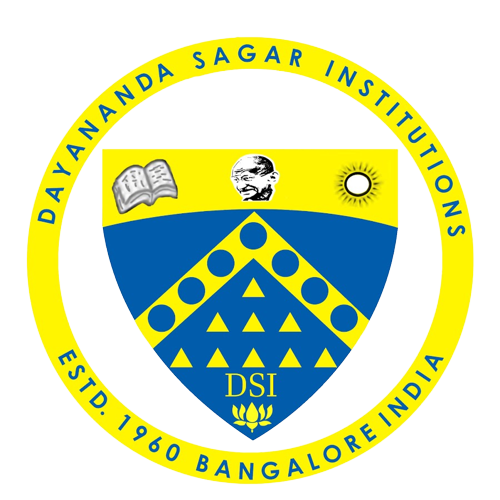 DAYANANDA SAGAR INSTITUTIONS
DSI
ESTD. 1960 BANGALORE INDIA